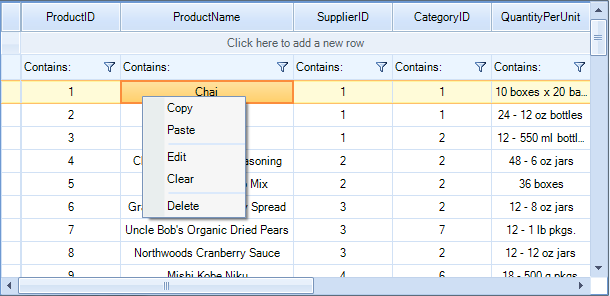 ProductID ProductName SupplierID CategoryID QuantityPerUnit
Click here to add a new row
Contains: Contains: Contains: Contains: Contains:
1 Chai 1 1 10 boxes x 20 ba...
Copy
2 1 1 24 - 12 oz bottles
Paste
3 1 2 12 - 550 ml bottl...
Edit
4 2 2 48 - 6 oz jars
Clear
5 Mix 2 2 36 boxes
Delete
6 Spread 3 2 12 - 8 oz jars
7 Uncle Bob's Organic Dried Pears 3 7 12 - 1 lb pkgs.
8 Northwoods Cranberry Sauce 3 2 12 - 12 oz jars
9 Mishi Kobe Niku 4 6 18 - 500 g pkgs.